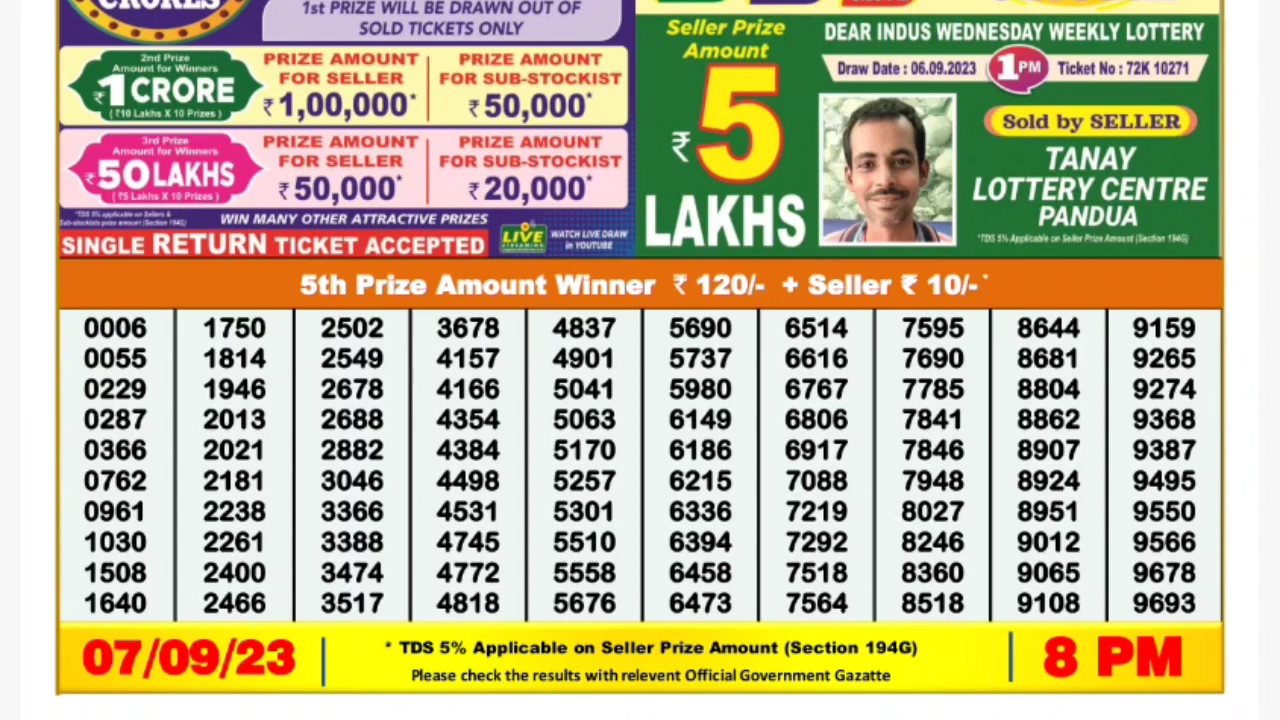 CRORES
1st PRIZE WILL BE DRAWN OUT OF
SOLD TICKETS ONLY
2nd Prize
Amount for Winners
₹1 CRORE
(₹10 Lakhs X 10 Prizes)
PRIZE AMOUNT
FOR SELLER
₹1,00,000*
PRIZE AMOUNT
FOR SUB-STOCKIST
₹50,000*
3rd Prize
Amount for Winners
₹50 LAKHS
(₹5 Lakhs X 10 Prizes)
PRIZE AMOUNT
FOR SELLER
₹50,000*
PRIZE AMOUNT
FOR SUB-STOCKIST
₹20,000*
*TDS 5% applicable on Sellers &
Sub-stockists prize amount (Section 194G)
WIN MANY OTHER ATTRACTIVE PRIZES
SINGLE RETURN TICKET ACCEPTED
LIVE
WATCH LIVE DRAW
in YOUTUBE
Seller Prize
Amount
₹5
LAKHS
DEAR INDUS WEDNESDAY WEEKLY LOTTERY
Draw Date : 06.09.2023 1PM Ticket No : 72K 10271
Sold by SELLER
TANAY
LOTTERY CENTRE
PANDUA
*TDS 5% Applicable on Seller Prize Amount (Section 194G)
5th Prize Amount Winner ₹ 120/- + Seller ₹ 10/-*
0006 1750 2502 3678 4837 5690 6514 7595 8644 9159
0055 1814 2549 4157 4901 5737 6616 7690 8681 9265
0229 1946 2678 4166 5041 5980 6767 7785 8804 9274
0287 2013 2688 4354 5063 6149 6806 7841 8862 9368
0366 2021 2882 4384 5170 6186 6917 7846 8907 9387
0762 2181 3046 4498 5257 6215 7088 7948 8924 9495
0961 2238 3366 4531 5301 6336 7219 8027 8951 9550
1030 2261 3388 4745 5510 6394 7292 8246 9012 9566
1508 2400 3474 4772 5558 6458 7518 8360 9065 9678
1640 2466 3517 4818 5676 6473 7564 8518 9108 9693
07/09/23
* TDS 5% Applicable on Seller Prize Amount (Section 194G)
Please check the results with relevent Official Government Gazatte
8 PM